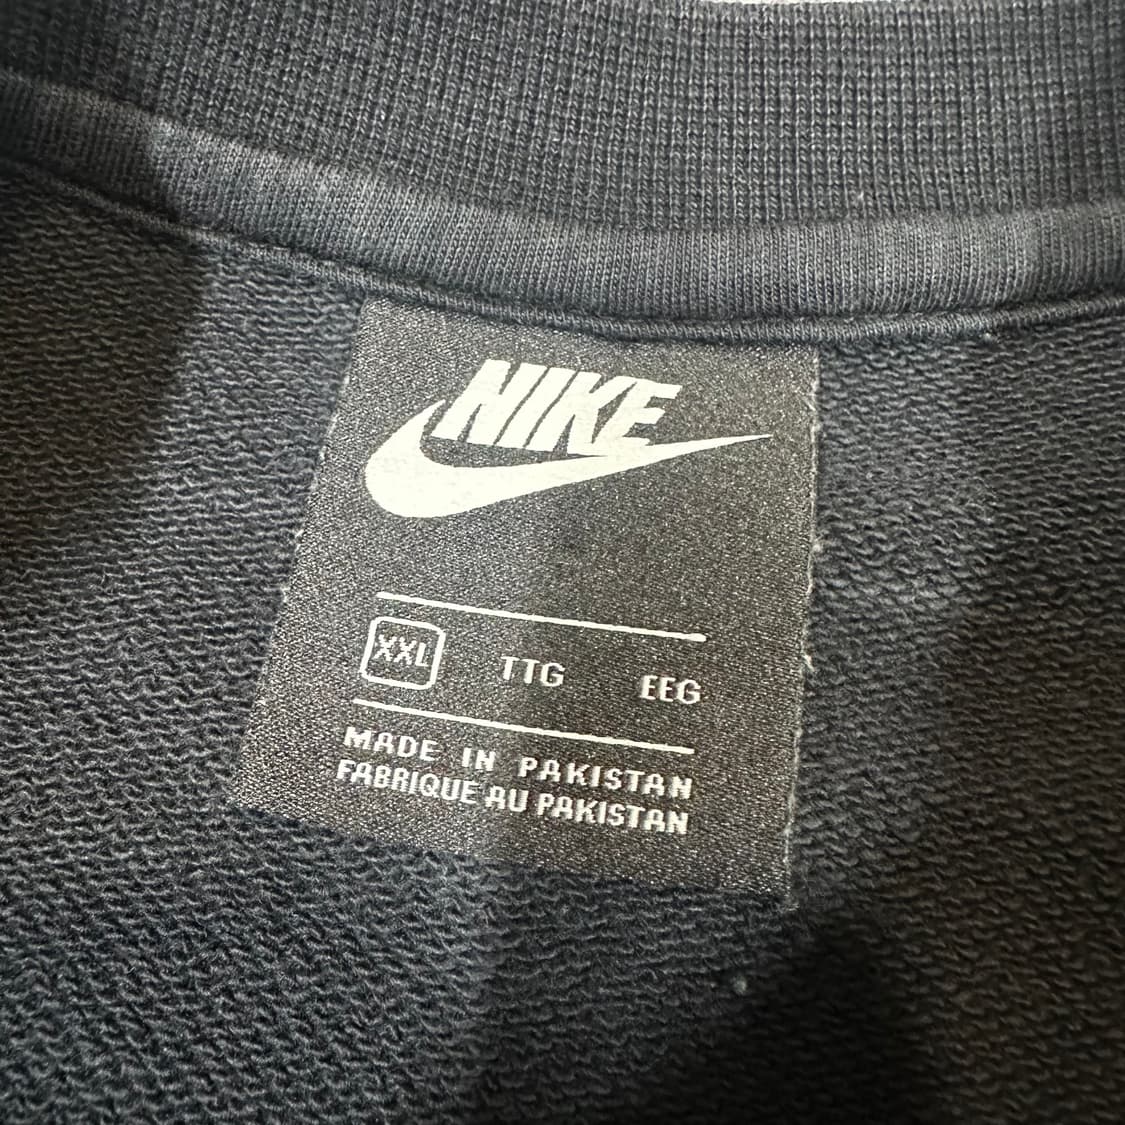 NIKE
XXL TTG EEG
MADE IN PAKISTAN
FABRIQUE AU PAKISTAN